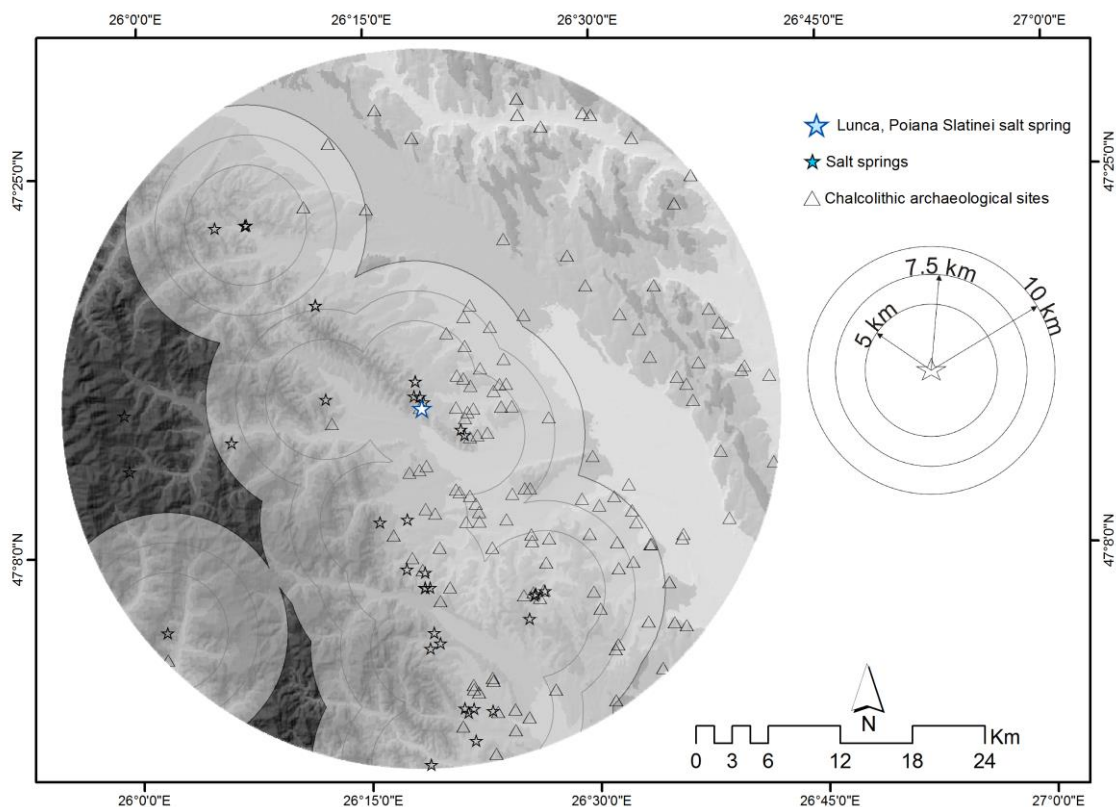 26°0'0"E 26°15'0"E 26°30'0"E 26°45'0"E 27°0'0"E
47°25'0"N
47°8'0"N
Lunca, Poiana Slatinei salt spring
Salt springs
Chalcolithic archaeological sites
5 km
7.5 km
10 km
47°25'0"N
47°8'0"N
N
Km
0 3 6 12 18 24
26°0'0"E 26°15'0"E 26°30'0"E 26°45'0"E 27°0'0"E